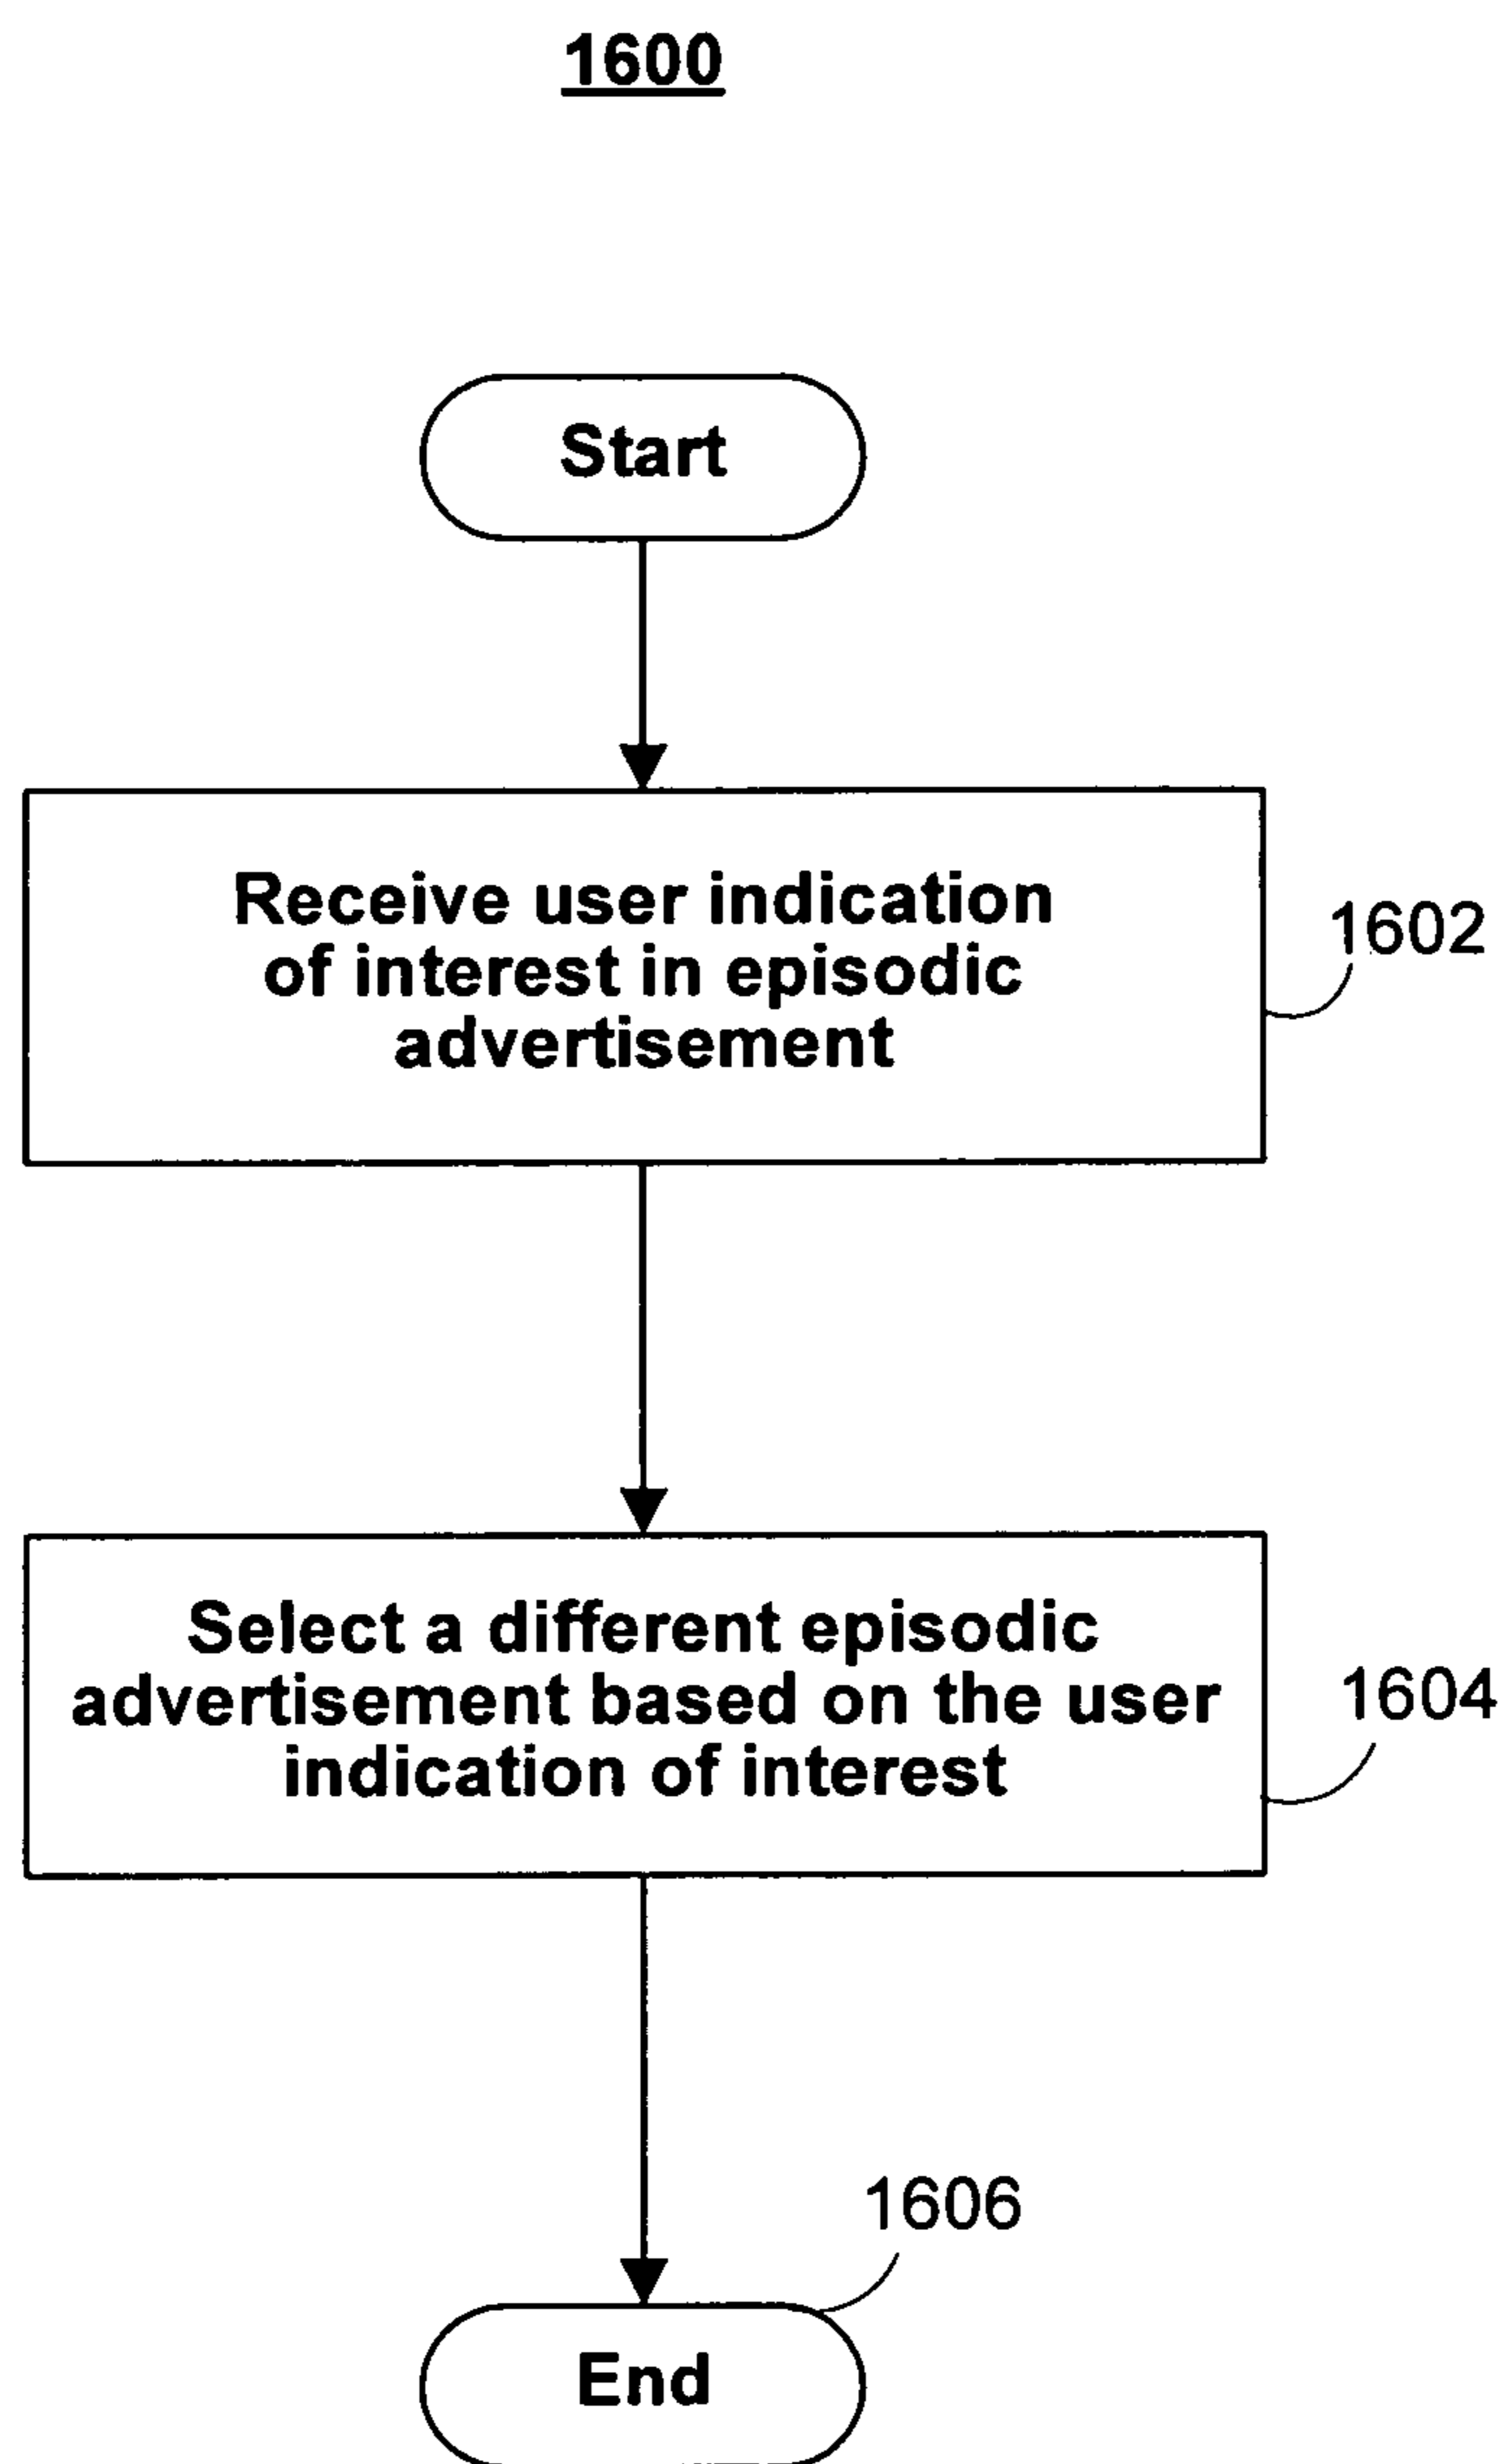 1600
Start
Receive user indication
of interest in episodic
advertisement
1602
Select a different episodic
advertisement based on the user
indication of interest
1604
1606
End